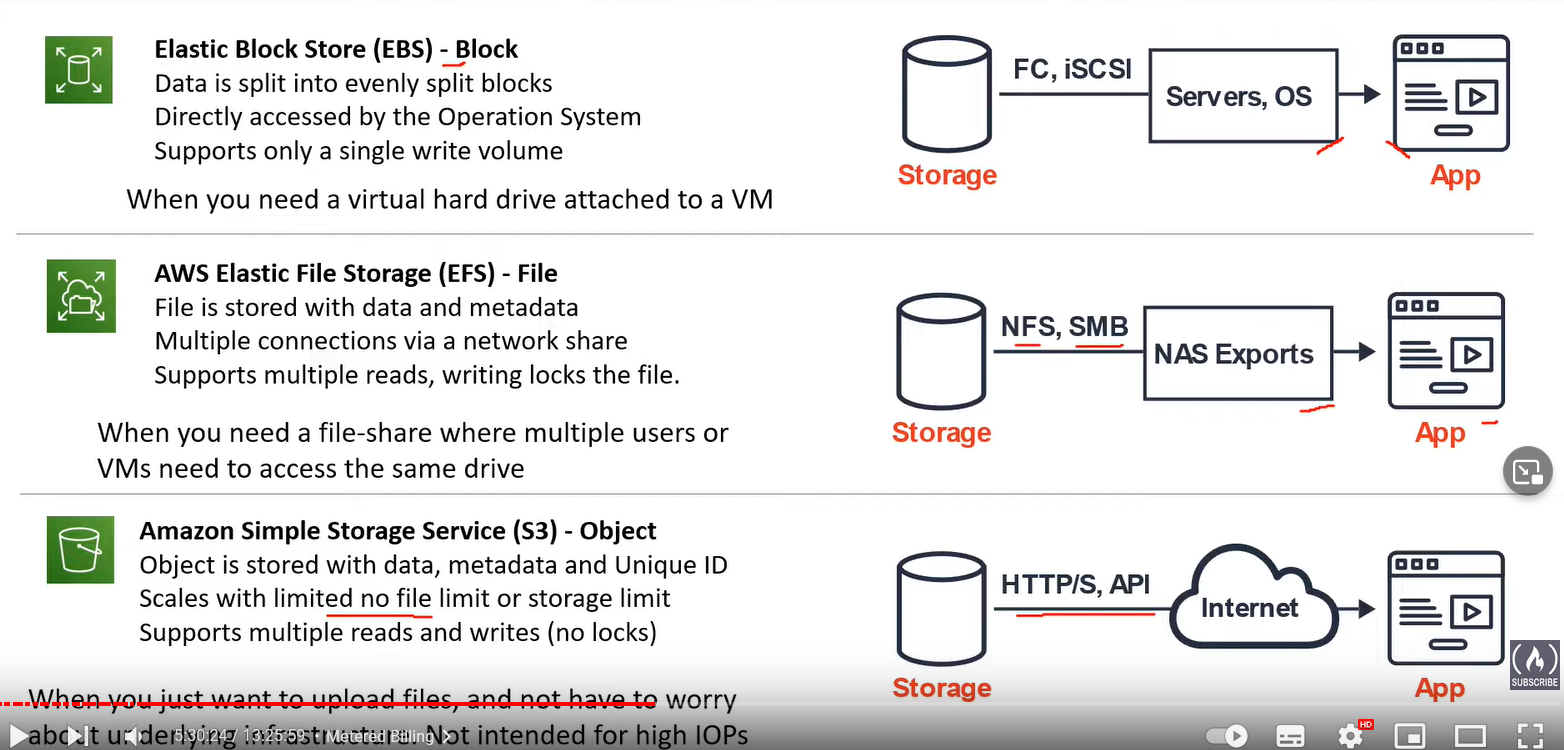 Elastic Block Store (EBS) - Block
Data is split into evenly split blocks
Directly accessed by the Operation System
Supports only a single write volume
When you need a virtual hard drive attached to a VM
FC, iSCSI
Servers, OS
Storage
App
AWS Elastic File Storage (EFS) - File
File is stored with data and metadata
Multiple connections via a network share
Supports multiple reads, writing locks the file.
When you need a file-share where multiple users or
VMs need to access the same drive
NFS, SMB
NAS Exports
Storage
App
Amazon Simple Storage Service (S3) - Object
Object is stored with data, metadata and Unique ID
Scales with limited no file limit or storage limit
Supports multiple reads and writes (no locks)
When you just want to upload files, and not have to worry
about underlying infrastructure. Not intended for high IOPs
HTTP/S, API
Internet
Storage
App
SUBSCRIBE
5:30:24 / 13:25:59 • Metered Billing >
HD